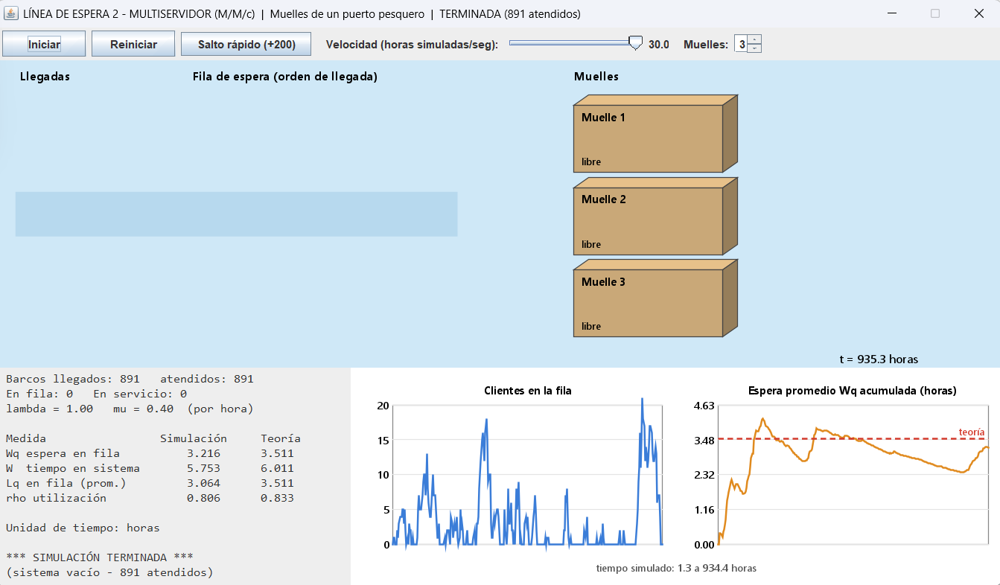 LÍNEA DE ESPERA 2 - MULTISERVIDOR (M/M/c) | Muelles de un puerto pesquero | TERMINADA (891 atendidos)
Iniciar Reiniciar Salto rápido (+200) Velocidad (horas simuladas/seg): 30.0 Muelles: 3
Llegadas Fila de espera (orden de llegada) Muelles
Muelle 1
libre
Muelle 2
libre
Muelle 3
libre
t = 935.3 horas
Barcos llegados: 891 atendidos: 891
En fila: 0 En servicio: 0
lambda = 1.00 mu = 0.40 (por hora)
Medida Simulación Teoría
Wq espera en fila 3.216 3.511
W tiempo en sistema 5.753 6.011
Lq en fila (prom.) 3.064 3.511
rho utilización 0.806 0.833
Unidad de tiempo: horas
*** SIMULACIÓN TERMINADA ***
(sistema vacío - 891 atendidos)
Clientes en la fila
20
15
10
5
0
Espera promedio Wq acumulada (horas)
4.63
3.48
2.32
1.16
0.00
teoría
tiempo simulado: 1.3 a 934.4 horas